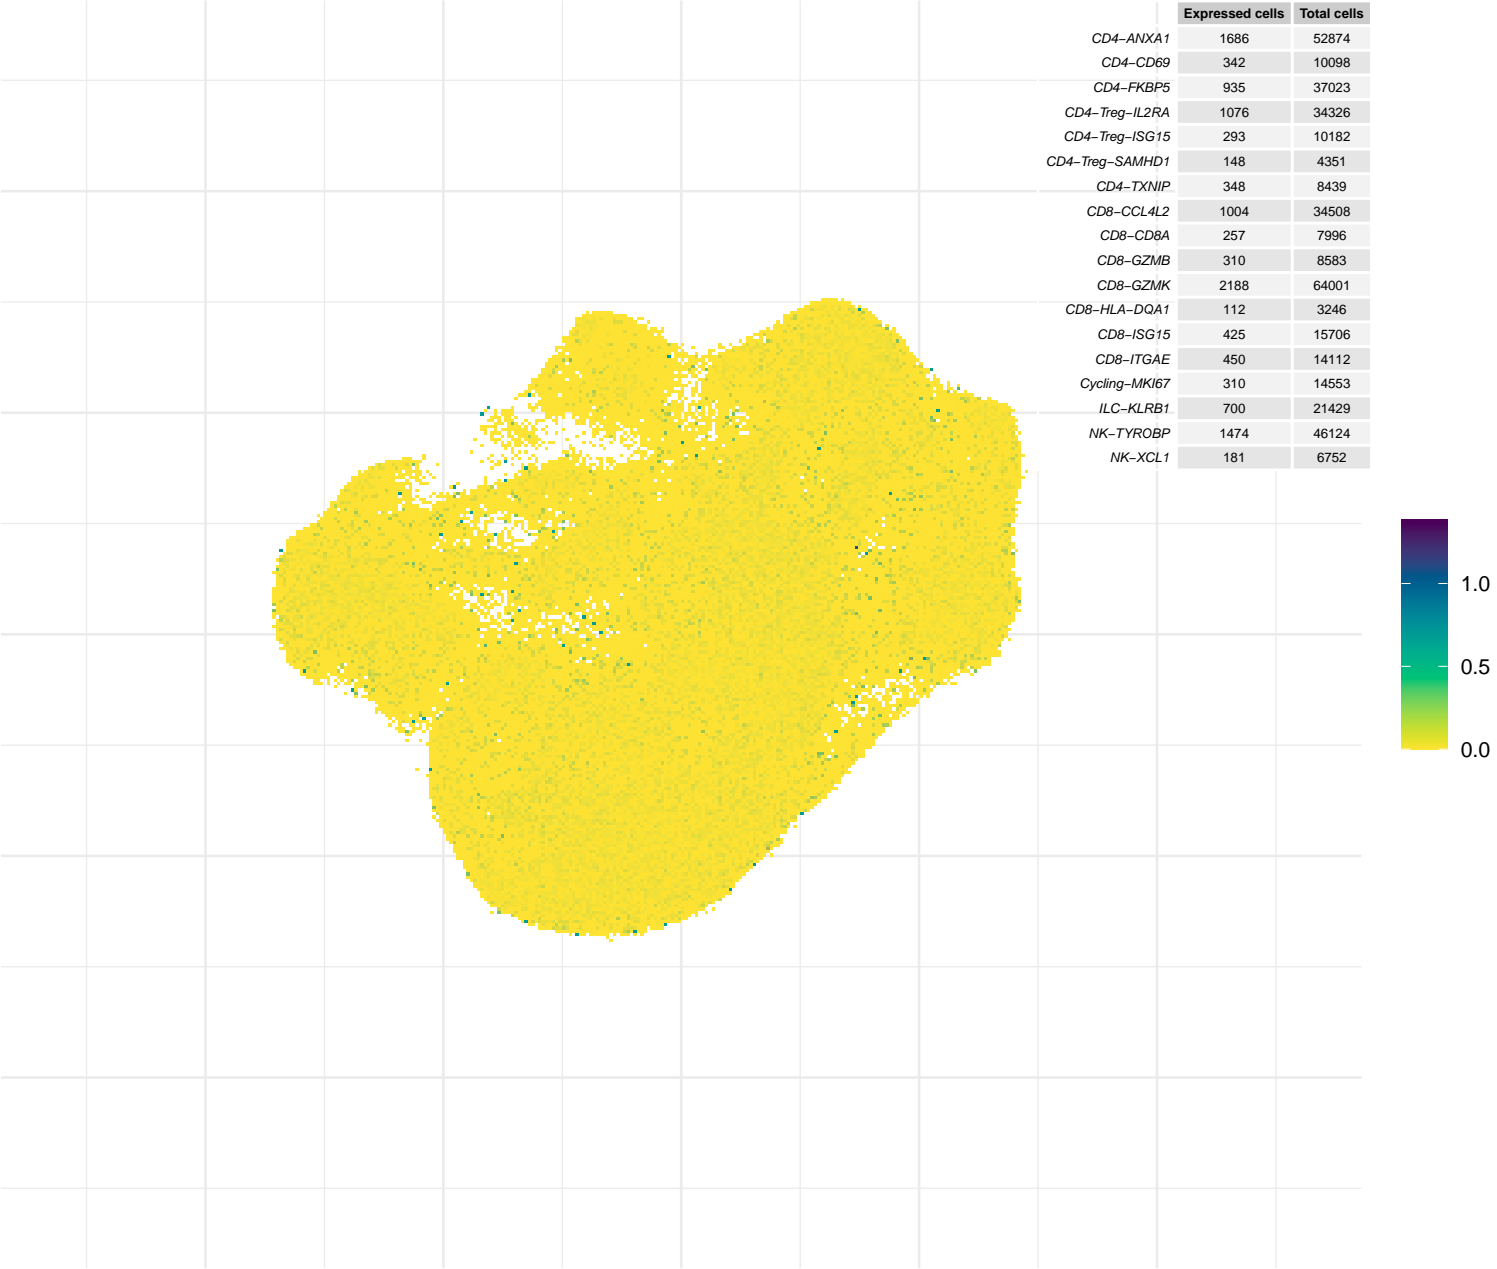 Expressed cells Total cells
CD4−ANXA1 1686 52874
CD4−CD69 342 10098
CD4−FKBP5 935 37023
CD4−Treg−IL2RA 1076 34326
CD4−Treg−ISG15 293 10182
CD4−Treg−SAMHD1 148 4351
CD4−TXNIP 348 8439
CD8−CCL4L2 1004 34508
CD8−CD8A 257 7996
CD8−GZMB 310 8583
CD8−GZMK 2188 64001
CD8−HLA−DQA1 112 3246
CD8−ISG15 425 15706
CD8−ITGAE 450 14112
Cycling−MKI67 310 14553
ILC−KLRB1 700 21429
NK−TYROBP 1474 46124
NK−XCL1 181 6752
1.0
0.5
0.0